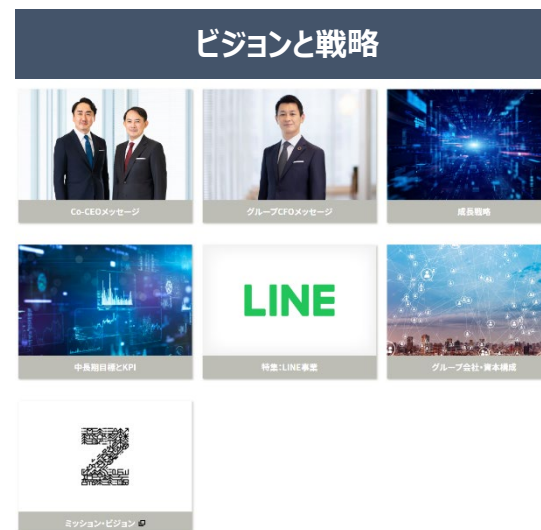 ビジョンと戦略
Co-CEOメッセージ
グループCFOメッセージ
成長戦略
中長期目標とKPI
LINE
特集:LINE事業
グループ会社・資本構成
Z
ミッション・ビジョン